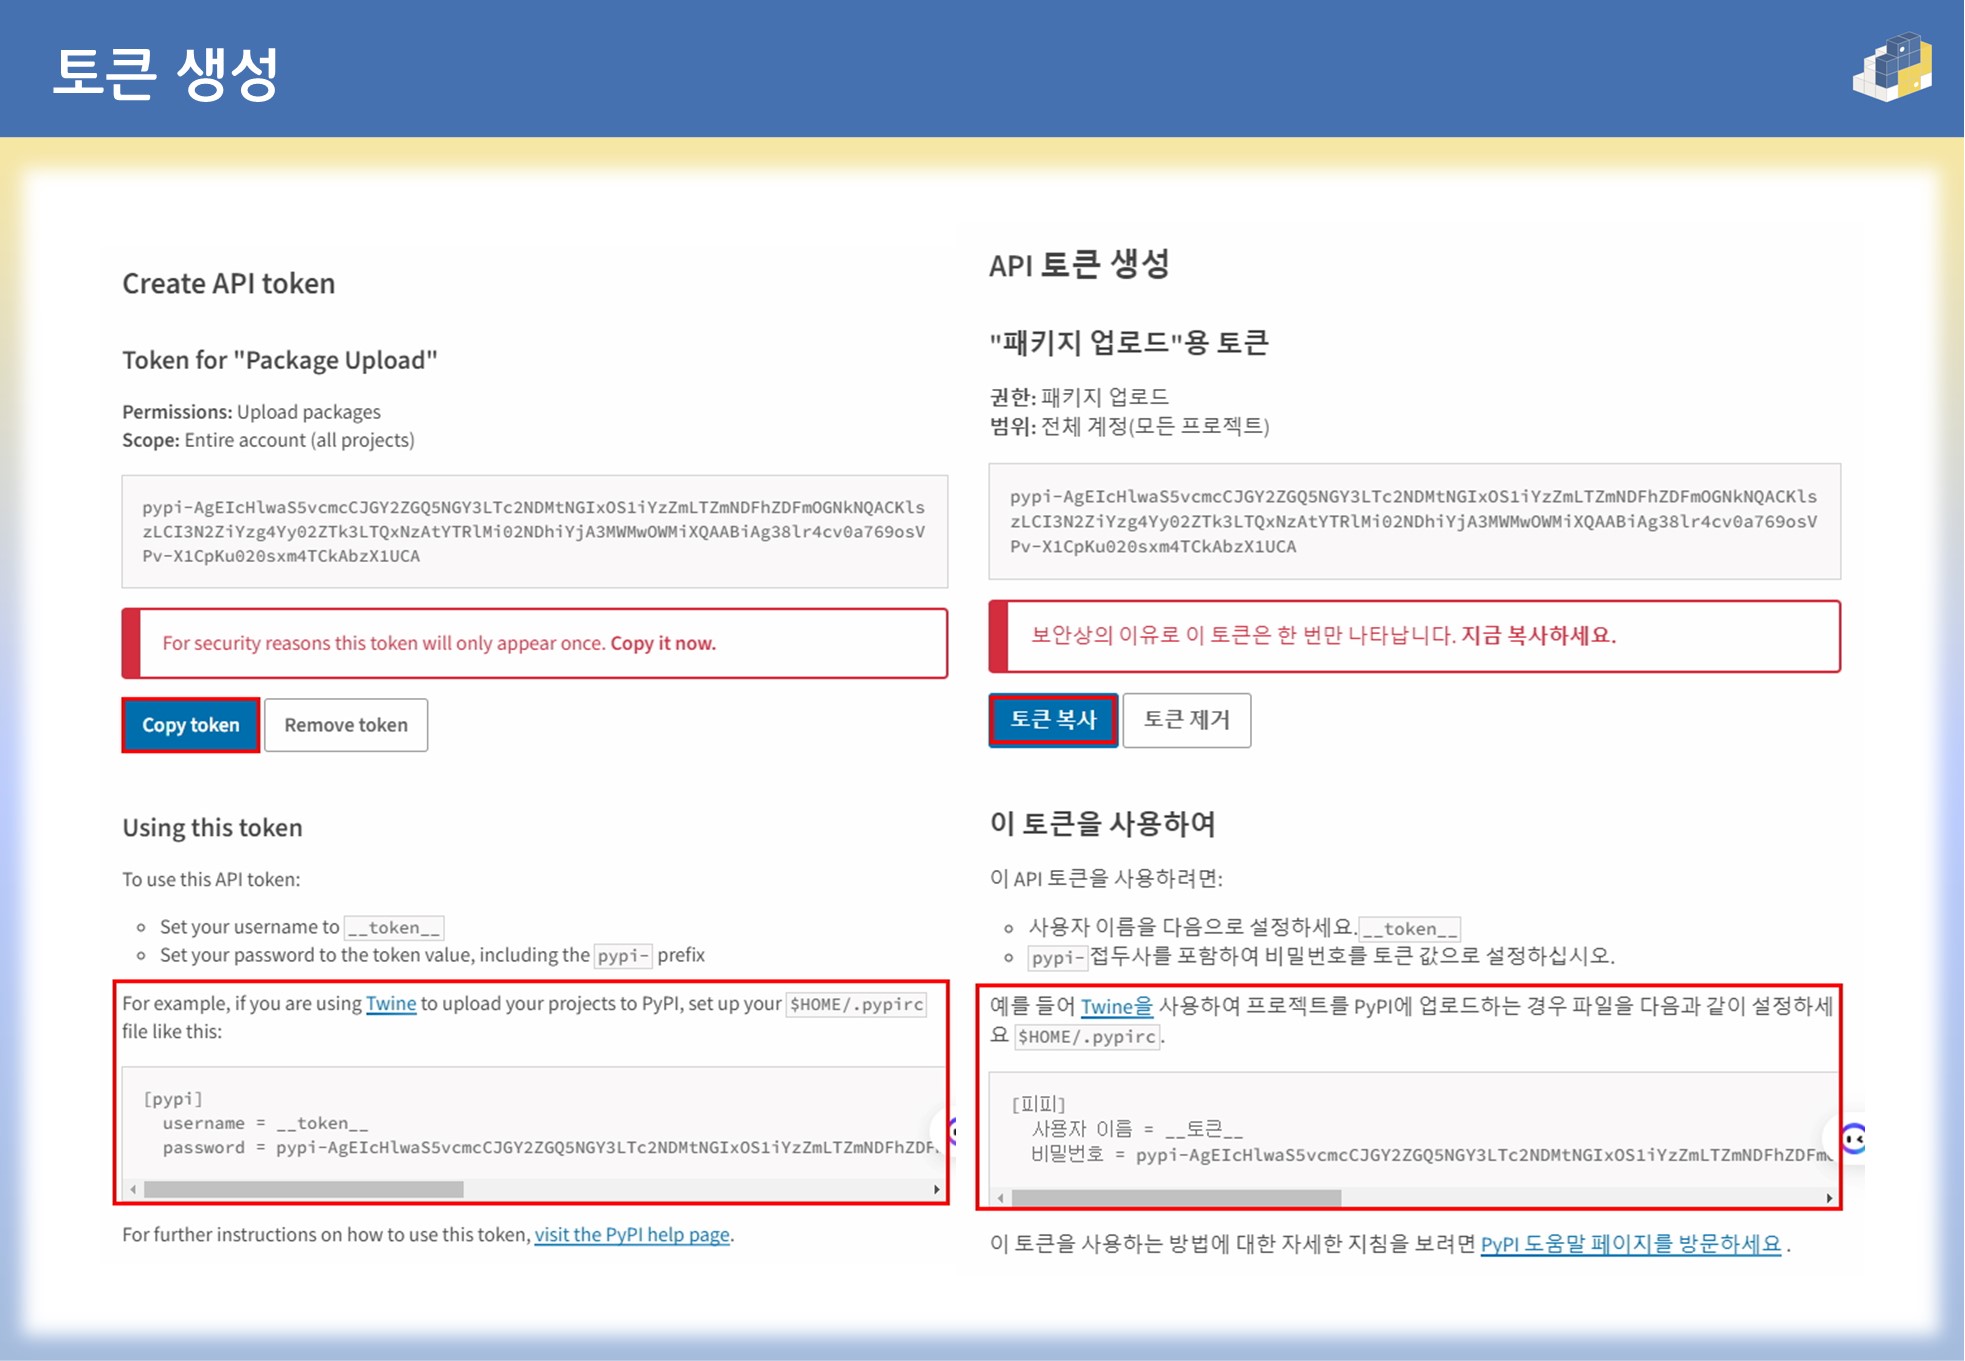 토큰 생성
Create API token
Token for "Package Upload"
Permissions: Upload packages
Scope: Entire account (all projects)
pypi-AgEIcHlwaS5vcmcCJGY2ZGQ5NGY3LTc2NDMtNGIxOS1iYzZmLTZmNDFhZDFmOGNkNQACKls
zLCI3N2ZiYzg4Yy02ZTk3LTQxNzAtYTRlMi02NDhiYjA3MWMwOWMiXQAABiAg38lr4cv0a769osV
Pv-X1CpKu020sxm4TCkAbzX1UCA
For security reasons this token will only appear once. Copy it now.
Copy token Remove token
Using this token
To use this API token:
Set your username to __token__
Set your password to the token value, including the pypi- prefix
For example, if you are using Twine to upload your projects to PyPI, set up your $HOME/.pypirc
file like this:
[pypi]
username = __token__
password = pypi-AgEIcHlwaS5vcmcCJGY2ZGQ5NGY3LTc2NDMtNGIxOS1iYzZmLTZmNDFhZDF
For further instructions on how to use this token, visit the PyPI help page.
API 토큰 생성
"패키지 업로드"용 토큰
권한: 패키지 업로드
범위: 전체 계정(모든 프로젝트)
pypi-AgEIcHlwaS5vcmcCJGY2ZGQ5NGY3LTc2NDMtNGIxOS1iYzZmLTZmNDFhZDFmOGNkNQACKls
zLCI3N2ZiYzg4Yy02ZTk3LTQxNzAtYTRlMi02NDhiYjA3MWMwOWMiXQAABiAg38lr4cv0a769osV
Pv-X1CpKu020sxm4TCkAbzX1UCA
보안상의 이유로 이 토큰은 한 번만 나타납니다. 지금 복사하세요.
토큰 복사 토큰 제거
이 토큰을 사용하여
이 API 토큰을 사용하려면:
사용자 이름을 다음으로 설정하세요. __token__
pypi- 접두사를 포함하여 비밀번호를 토큰 값으로 설정하십시오.
예를 들어 Twine을 사용하여 프로젝트를 PyPI에 업로드하는 경우 파일을 다음과 같이 설정하세
요 $HOME/.pypirc.
[피피]
사용자 이름 = __토큰__
비밀번호 = pypi-AgEIcHlwaS5vcmcCJGY2ZGQ5NGY3LTc2NDMtNGIxOS1iYzZmLTZmNDFhZDFm
이 토큰을 사용하는 방법에 대한 자세한 지침을 보려면 PyPI 도움말 페이지를 방문하세요 .